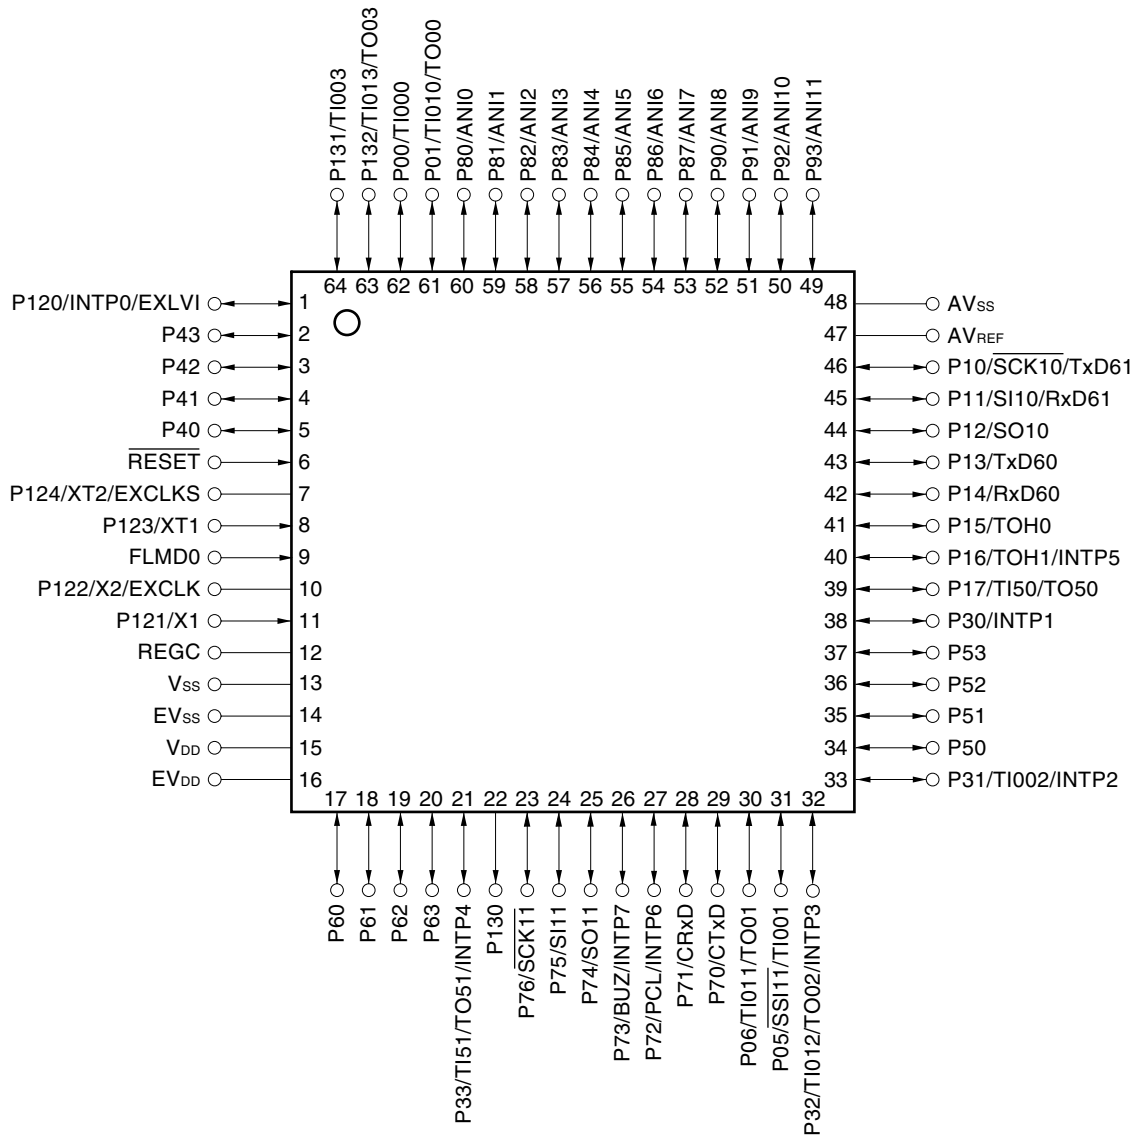 P131/TI003
P132/TI013/TO03
P00/TI000
P01/TI010/TO00
P80/ANI0
P81/ANI1
P82/ANI2
P83/ANI3
P84/ANI4
P85/ANI5
P86/ANI6
P87/ANI7
P90/ANI8
P91/ANI9
P92/ANI10
P93/ANI11
64 63 62 61 60 59 58 57 56 55 54 53 52 51 50 49
P120/INTP0/EXLVI 1
P43 2
P42 3
P41 4
P40 5
RESET 6
P124/XT2/EXCLKS 7
P123/XT1 8
FLMD0 9
P122/X2/EXCLK 10
P121/X1 11
REGC 12
VSS 13
EVSS 14
VDD 15
EVDD 16
48 AVSS
47 AVREF
46 P10/SCK10/TxD61
45 P11/SI10/RxD61
44 P12/SO10
43 P13/TxD60
42 P14/RxD60
41 P15/TOH0
40 P16/TOH1/INTP5
39 P17/TI50/TO50
38 P30/INTP1
37 P53
36 P52
35 P51
34 P50
33 P31/TI002/INTP2
17 18 19 20 21 22 23 24 25 26 27 28 29 30 31 32
P60
P61
P62
P63
P33/TI51/TO51/INTP4
P130
P76/SCK11
P75/SI11
P74/SO11
P73/BUZ/INTP7
P72/PCL/INTP6
P71/CRxD
P70/CTxD
P06/TI011/TO01
P05/SSI11/TI001
P32/TI012/TO02/INTP3